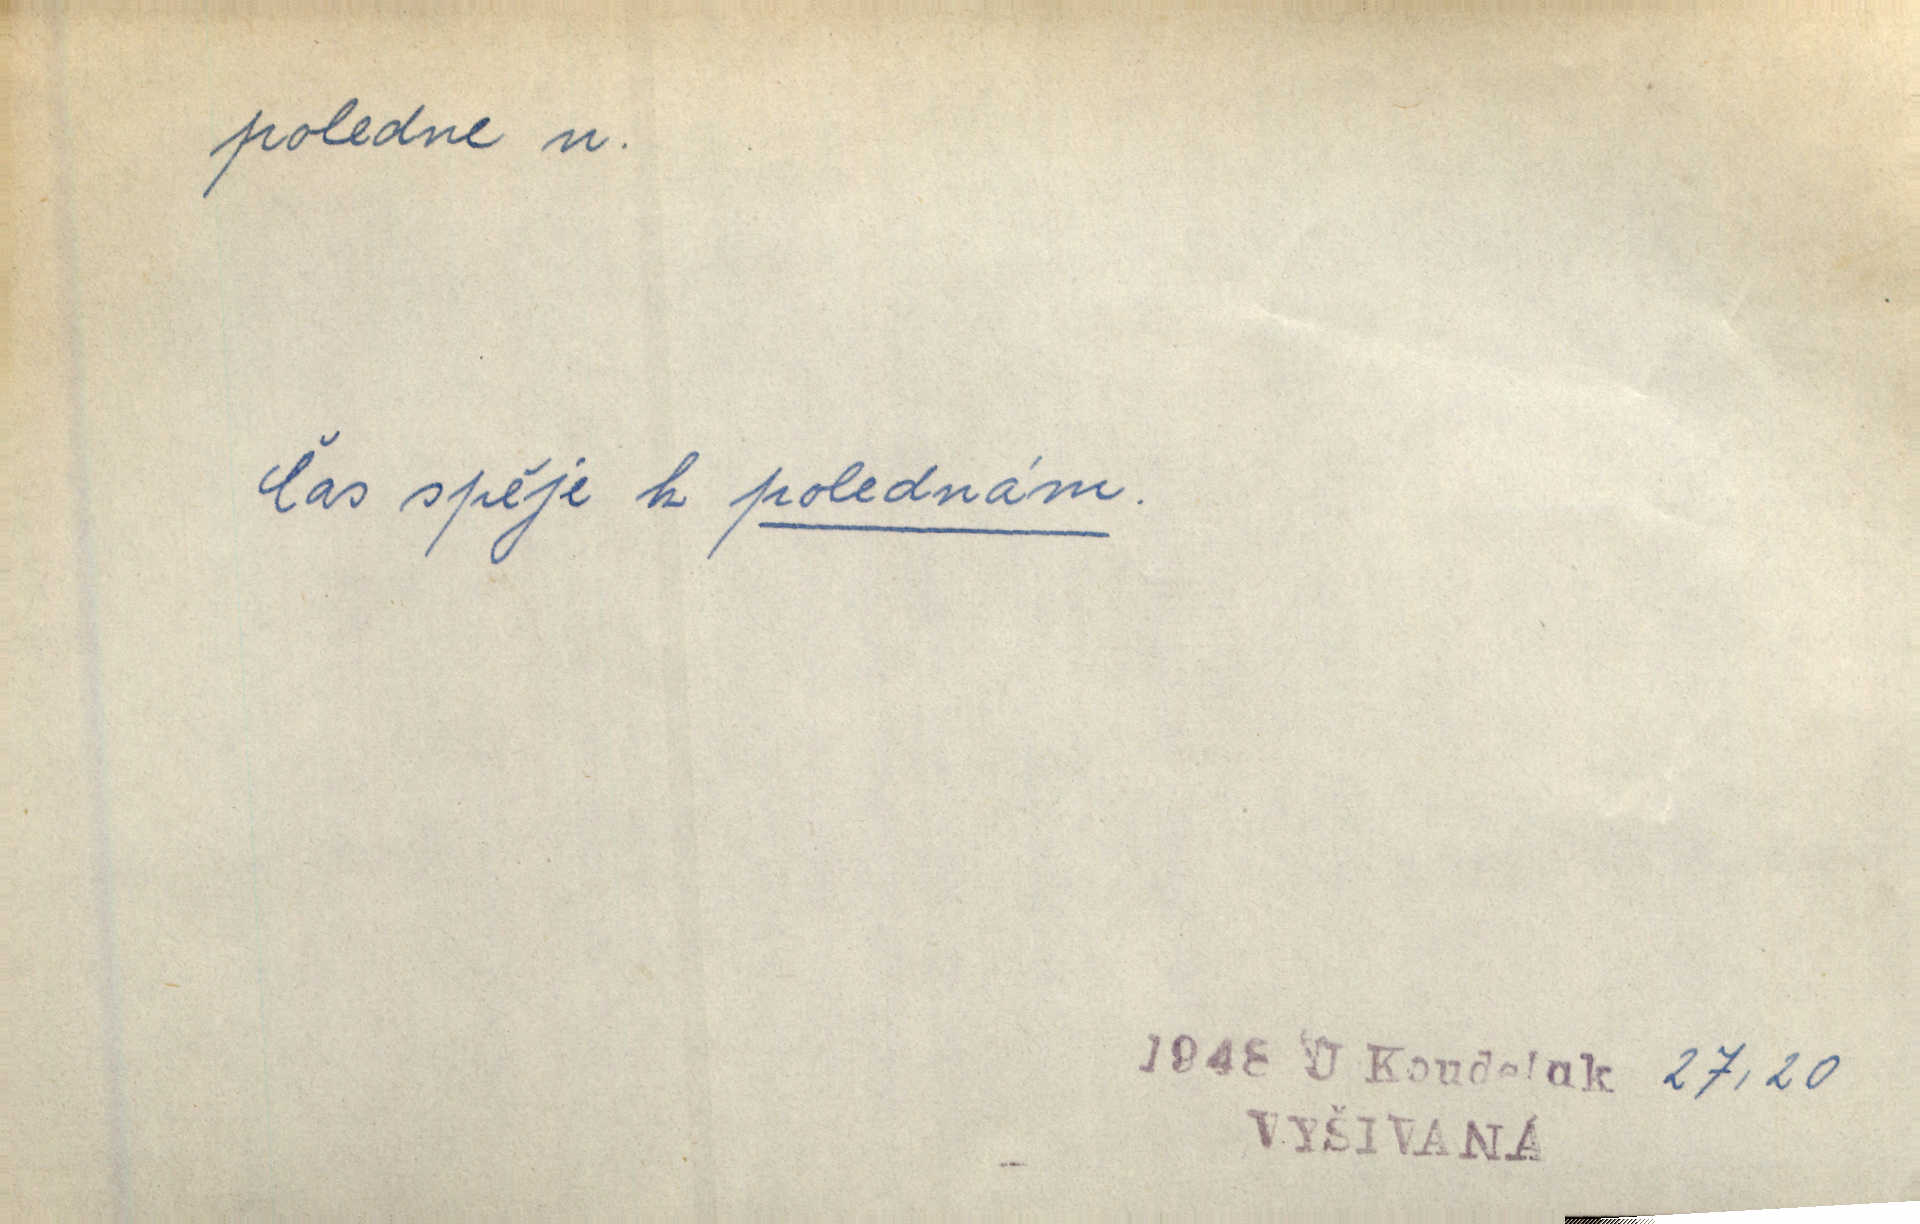 poledne n.
Čas spěje k polednám.
1948 U Koudelak 27, 20
VYŠIVANÁ